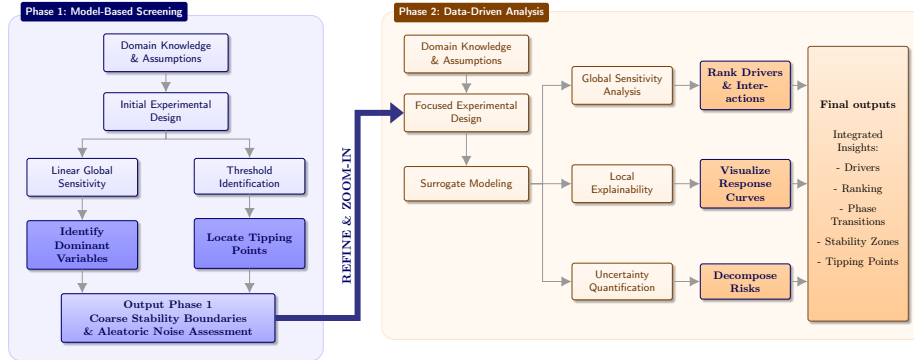 Phase 1: Model-Based Screening
Domain Knowledge
& Assumptions
Initial Experimental
Design
Linear Global
Sensitivity
Threshold
Identification
Identify
Dominant
Variables
Locate Tipping
Points
Output Phase 1
Coarse Stability Boundaries
& Aleatoric Noise Assessment
REFINE & ZOOM-IN
Phase 2: Data-Driven Analysis
Domain Knowledge
& Assumptions
Focused Experimental
Design
Surrogate Modeling
Global Sensitivity
Analysis
Local
Explainability
Uncertainty
Quantification
Rank Drivers
& Inter-
actions
Visualize
Response
Curves
Decompose
Risks
Final outputs
Integrated
Insights:
- Drivers
- Ranking
- Phase
Transitions
- Stability Zones
- Tipping Points